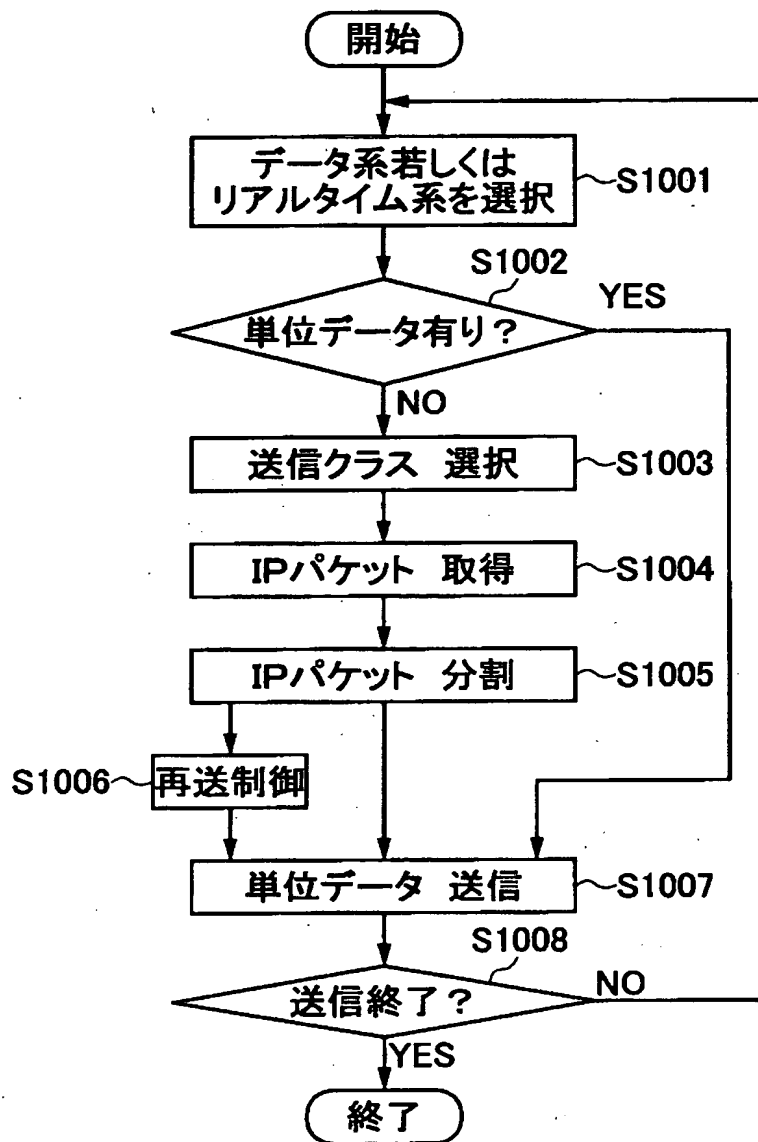 開始
データ系若しくは
リアルタイム系を選択
S1001
S1002
単位データ有り？
YES
NO
送信クラス 選択
S1003
IPパケット 取得
S1004
IPパケット 分割
S1005
S1006
再送制御
単位データ 送信
S1007
S1008
送信終了？
NO
YES
終了